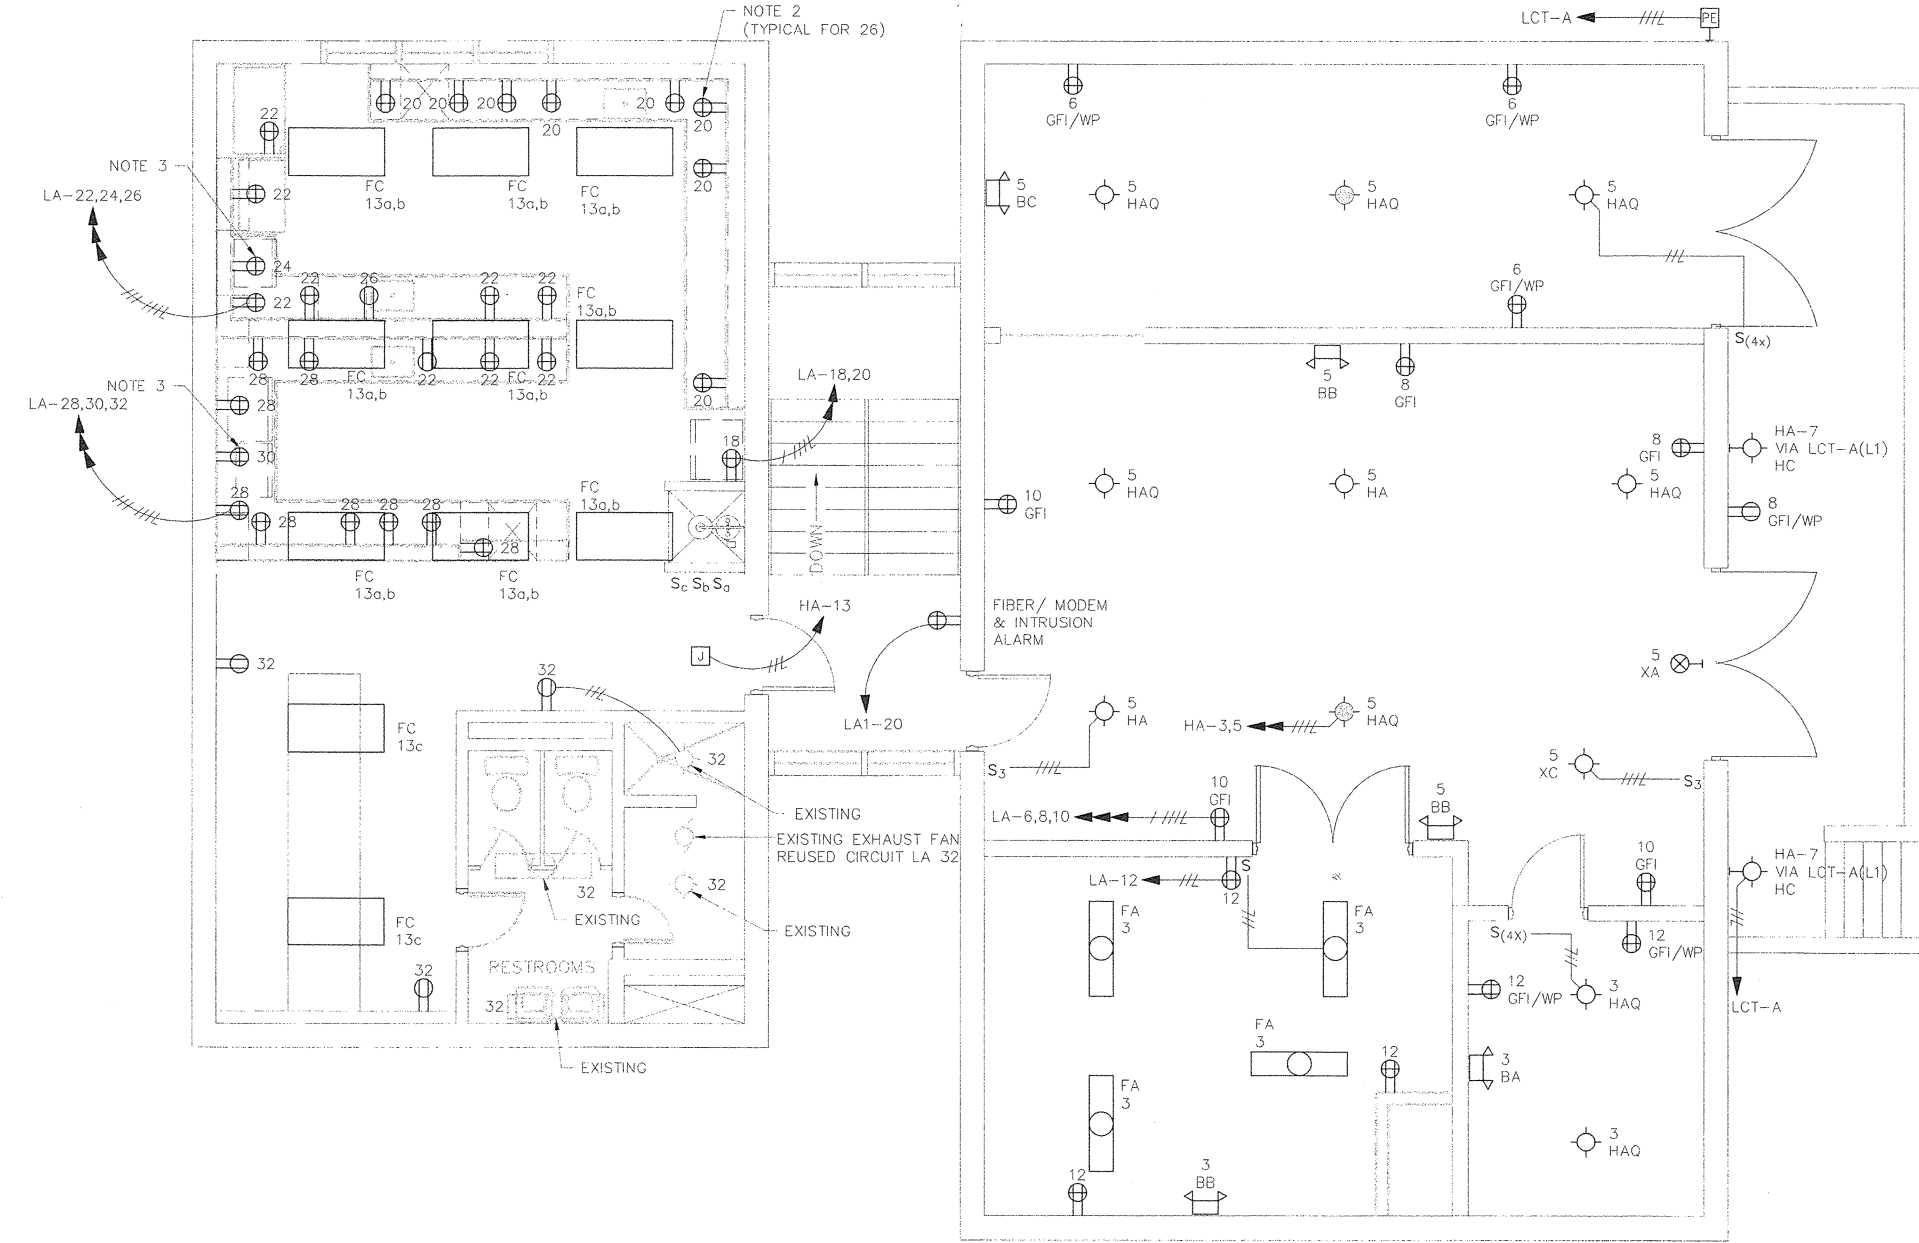 NOTE 2
(TYPICAL FOR 26)
LCT-A
PE
20
20
20
20
20
20
20
20
22
6
GFI/WP
6
GFI/WP
NOTE 3
LA-22,24,26
22
FC
13a,b
FC
13a,b
FC
13a,b
5
BC
5
HAQ
5
HAQ
5
HAQ
24
22
22
26
22
22
FC
13a,b
6
GFI/WP
S(4x)
28
28
22
22
22
FC
13a,b
FC
13a,b
NOTE 3
LA-28,30,32
28
30
28
LA-18,20
18
5
BB
8
GFI
8
GFI
HA-7
VIA LCT-A(L1)
HC
8
GFI/WP
5
HAQ
5
HA
5
HAQ
10
GFI
28
28
28
28
28
FC
13a,b
FC
13a,b
FC
13a,b
DOWN
Sc Sb Sa
HA-13
J
FIBER/ MODEM
& INTRUSION
ALARM
LA1-20
32
32
5
XA
5
HA
HA-3,5
5
HAQ
FC
13c
32
EXISTING
EXISTING EXHAUST FAN
REUSED CIRCUIT LA 32
S3
5
XC
S3
LA-6,8,10
10
GFI
5
BB
32
32
EXISTING
EXISTING
LA-12
12
S
10
GFI
HA-7
VIA LCT-A(L1)
HC
FC
13c
FA
3
FA
3
S(4X)
12
GFI/WP
RESTROOMS
32
32
12
GFI/WP
3
HAQ
LCT-A
EXISTING
FA
3
12
3
BA
FA
3
3
HAQ
12
3
BB